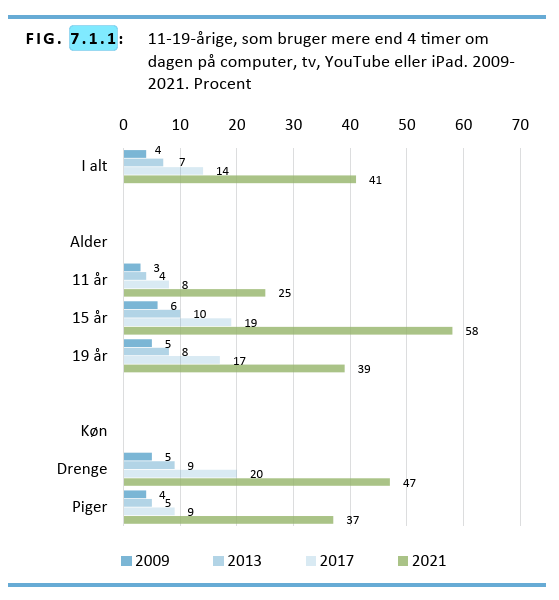 FIG. 7.1.1: 11-19-årige, som bruger mere end 4 timer om
dagen på computer, tv, YouTube eller iPad. 2009-
2021. Procent
0 10 20 30 40 50 60 70
I alt 4
7
14
41
Alder
11 år 3
4
8
25
15 år 6
10
19
58
19 år 5
8
17
39
Køn
Drenge 5
9
20
47
Piger 4
5
9
37
2009 2013 2017 2021